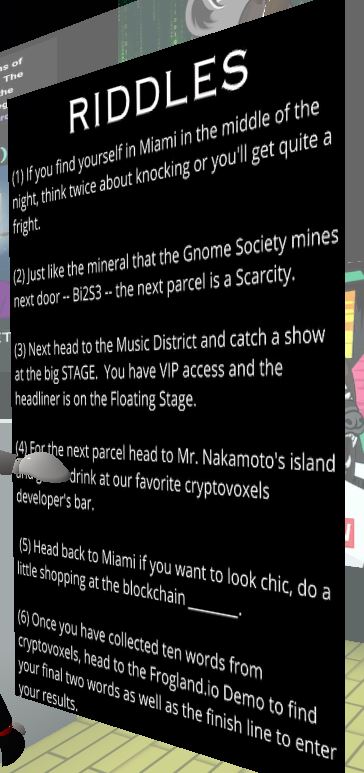 ns of
The
he
RIDDLES
(1) If you find yourself in Miami in the middle of the
night, think twice about knocking or you'll get quite a
fright.
(2) Just like the mineral that the Gnome Society mines
next door -- Bi2S3 -- the next parcel is a Scarcity.
(3) Next head to the Music District and catch a show
at the big STAGE. You have VIP access and the
headliner is on the Floating Stage.
(4) For the next parcel head to Mr. Nakamoto's island
drink at our favorite cryptovoxels
developer's bar.
(5) Head back to Miami if you want to look chic, do a
little shopping at the blockchain ______.
(6) Once you have collected ten words from
cryptovoxels, head to the Frogland.io Demo to find
your final two words as well as the finish line to enter
your results.